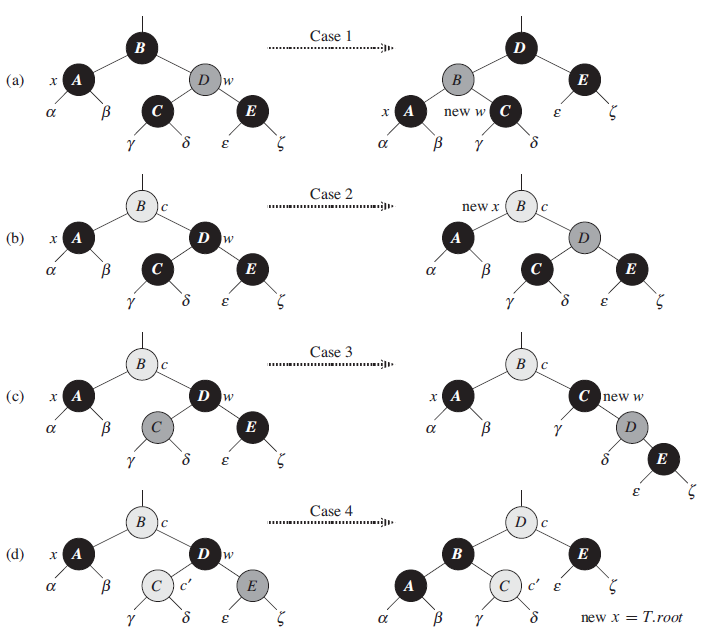 Case 1
B D
(a) x A D w B E
α β C E x A new w C ε ζ
γ δ ε ζ α β γ δ
Case 2
B c new x B c
(b) x A D w A D
α β C E α β C E
γ δ ε ζ γ δ ε ζ
Case 3
B c B c
(c) x A D w x A C new w
α β C E α β γ D
γ δ ε ζ δ E
ε ζ
Case 4
B c D c
(d) x A D w B E
α β C c′ E A C c′ ε ζ
γ δ ε ζ α β γ δ new x = T.root